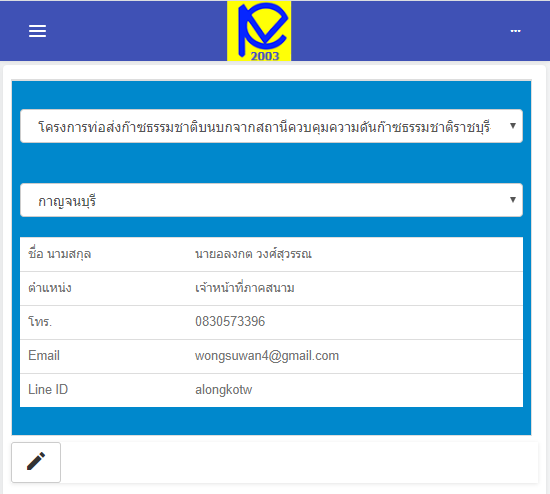 2003
โครงการท่อส่งก๊าซธรรมชาติบนบกจากสถานีควบคุมความดันก๊าซธรรมชาติราชบุรี
กาญจนบุรี
ชื่อ นามสกุล นายอลงกต วงศ์สุวรรณ
ตำแหน่ง เจ้าหน้าที่ภาคสนาม
โทร. 0830573396
Email wongsuwan4@gmail.com
Line ID alongkotw